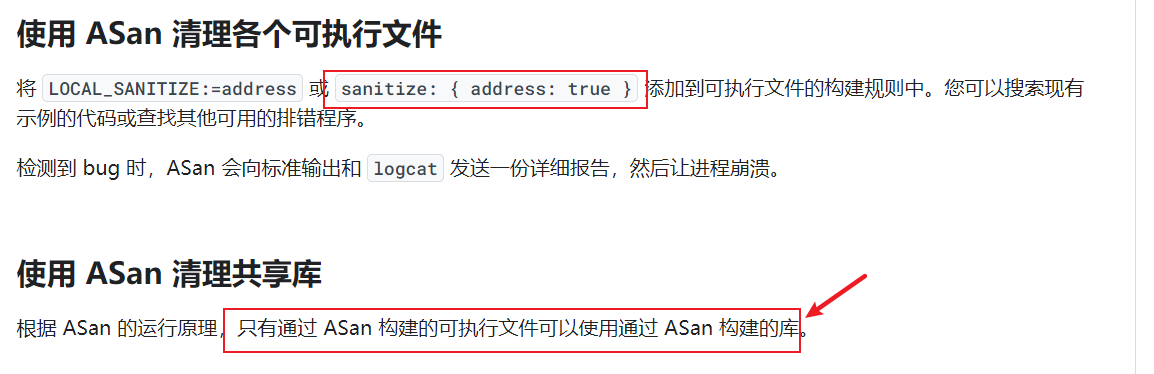 使用 ASan 清理各个可执行文件
将 LOCAL_SANITIZE:=address 或 sanitize: { address: true } 添加到可执行文件的构建规则中。您可以搜索现有
示例的代码或查找其他可用的排错程序。
检测到 bug 时，ASan 会向标准输出和 logcat 发送一份详细报告，然后让进程崩溃。
使用 ASan 清理共享库
根据 ASan 的运行原理，只有通过 ASan 构建的可执行文件可以使用通过 ASan 构建的库。